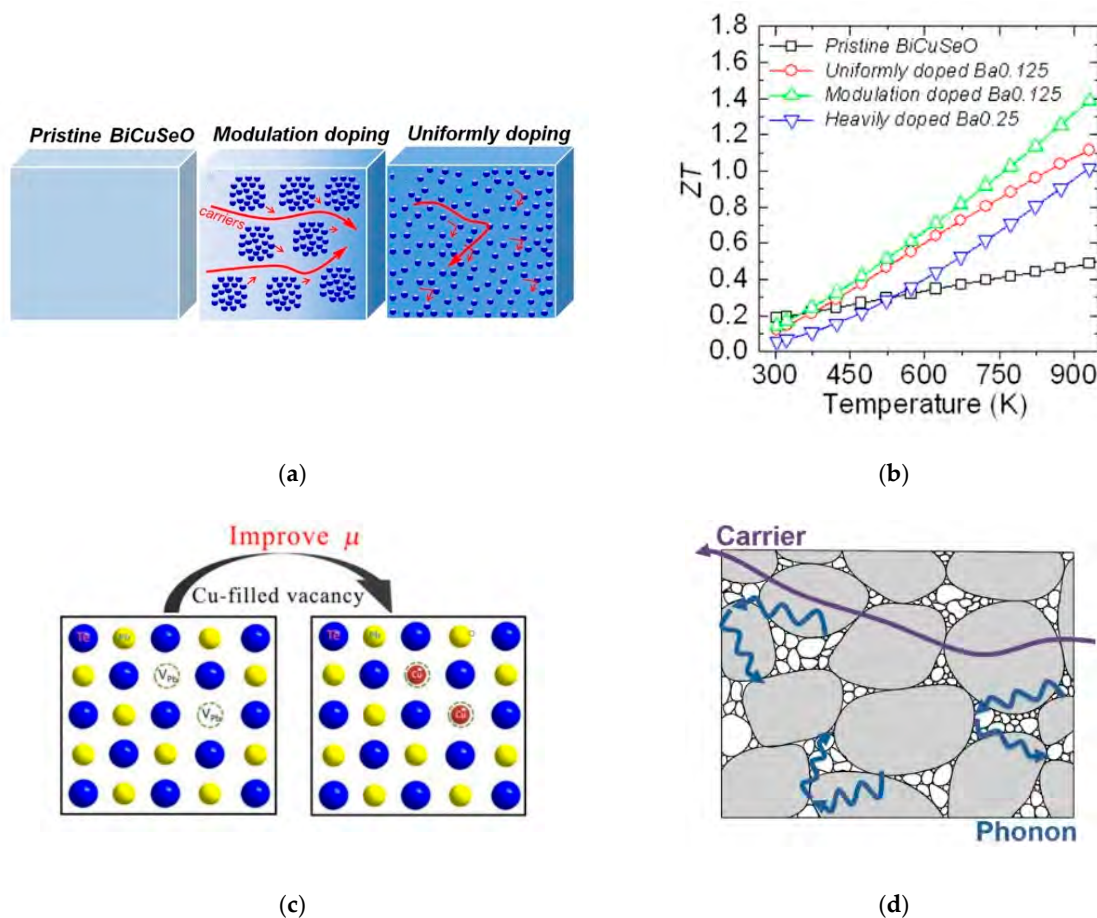 Pristine BiCuSeO Modulation doping Uniformly doping
carriers
(a)
ZT
1.8
1.6
1.4
1.2
1.0
0.8
0.6
0.4
0.2
0.0
Pristine BiCuSeO
Uniformly doped Ba0.125
Modulation doped Ba0.125
Heavily doped Ba0.25
300 450 600 750 900
Temperature (K)
(b)
Improve μ
Cu-filled vacancy
Te Pb
V_Pb
V_Pb
Te Pb
Cu
Cu
(c)
Carrier
Phonon
(d)